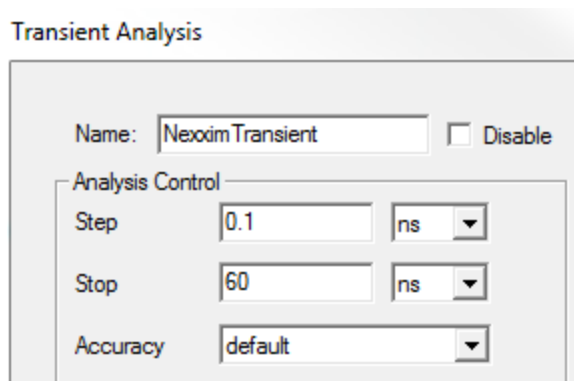 Transient Analysis
Name: NexximTransient Disable
Analysis Control
Step 0.1 ns
Stop 60 ns
Accuracy default